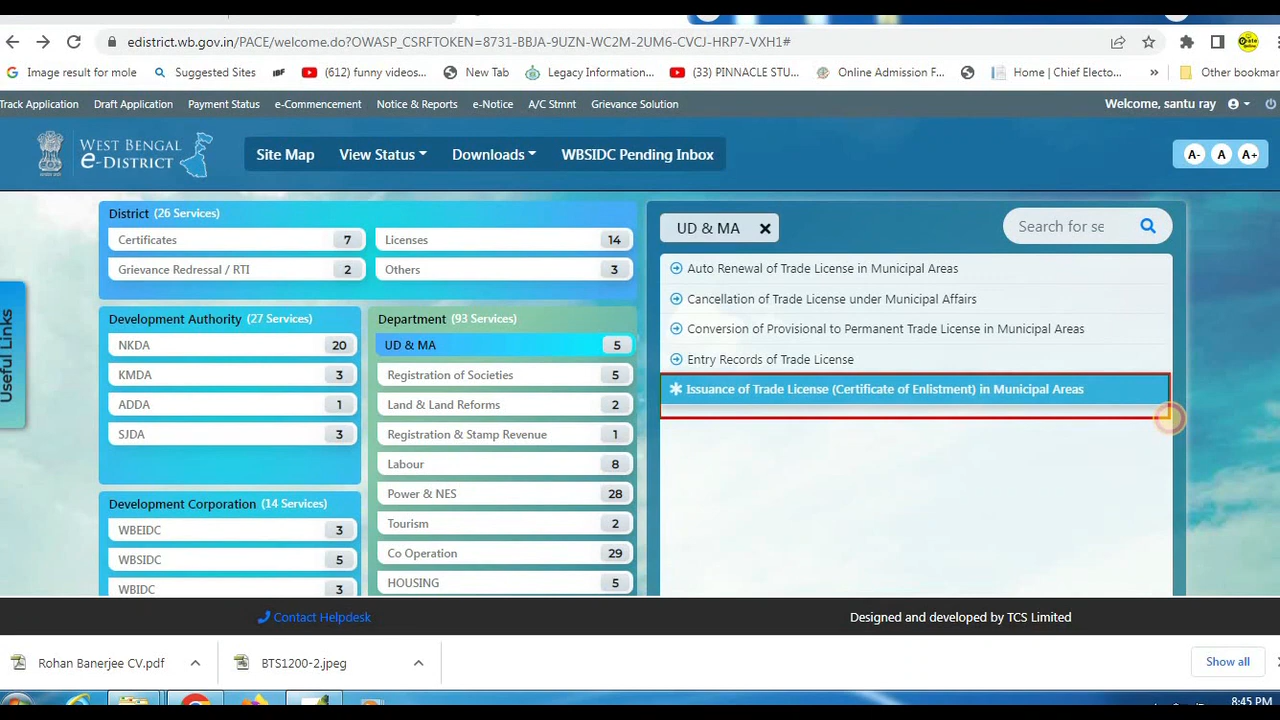 edistrict.wb.gov.in/PACE/welcome.do?OWASP_CSRFTOKEN=8731-BBJA-9UZN-WC2M-2UM6-CVCJ-HRP7-VXH1#
Image result for mole Suggested Sites (612) funny videos... New Tab Legacy Information... (33) PINNACLE STU... Online Admission F... Home | Chief Electo... » Other bookmar
Track Application Draft Application Payment Status e-Commencement Notice & Reports e-Notice A/C Stmnt Grievance Solution Welcome, santu ray
WEST BENGAL
e-DISTRICT
Site Map View Status Downloads WBSIDC Pending Inbox
A- A A+
Useful Links
District (26 Services)
Certificates 7
Licenses 14
Grievance Redressal / RTI 2
Others 3
Development Authority (27 Services)
NKDA 20
KMDA 3
ADDA 1
SJDA 3
Development Corporation (14 Services)
WBEIDC 3
WBSIDC 5
WBIDC 3
Department (93 Services)
UD & MA 5
Registration of Societies 5
Land & Land Reforms 2
Registration & Stamp Revenue 1
Labour 8
Power & NES 28
Tourism 2
Co Operation 29
HOUSING 5
UD & MA ×
Search for se
Auto Renewal of Trade License in Municipal Areas
Cancellation of Trade License under Municipal Affairs
Conversion of Provisional to Permanent Trade License in Municipal Areas
Entry Records of Trade License
Issuance of Trade License (Certificate of Enlistment) in Municipal Areas
Contact Helpdesk
Designed and developed by TCS Limited
Rohan Banerjee CV.pdf
BTS1200-2.jpeg
Show all
8:45 PM